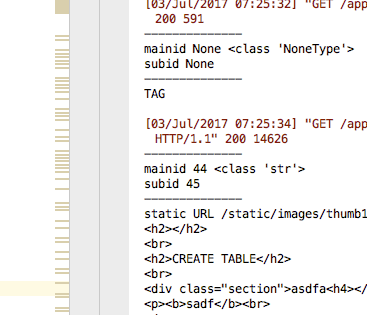 [03/Jul/2017 07:25:32] "GET /app
200 591
--------------
mainid None <class 'NoneType'>
subid None
--------------
TAG
[03/Jul/2017 07:25:34] "GET /app
HTTP/1.1" 200 14626
--------------
mainid 44 <class 'str'>
subid 45
--------------
static URL /static/images/thumb1
<h2></h2>
<br>
<h2>CREATE TABLE</h2>
<br>
<div class="section">asdfa<h4></
<p><b>sadf</b><br>